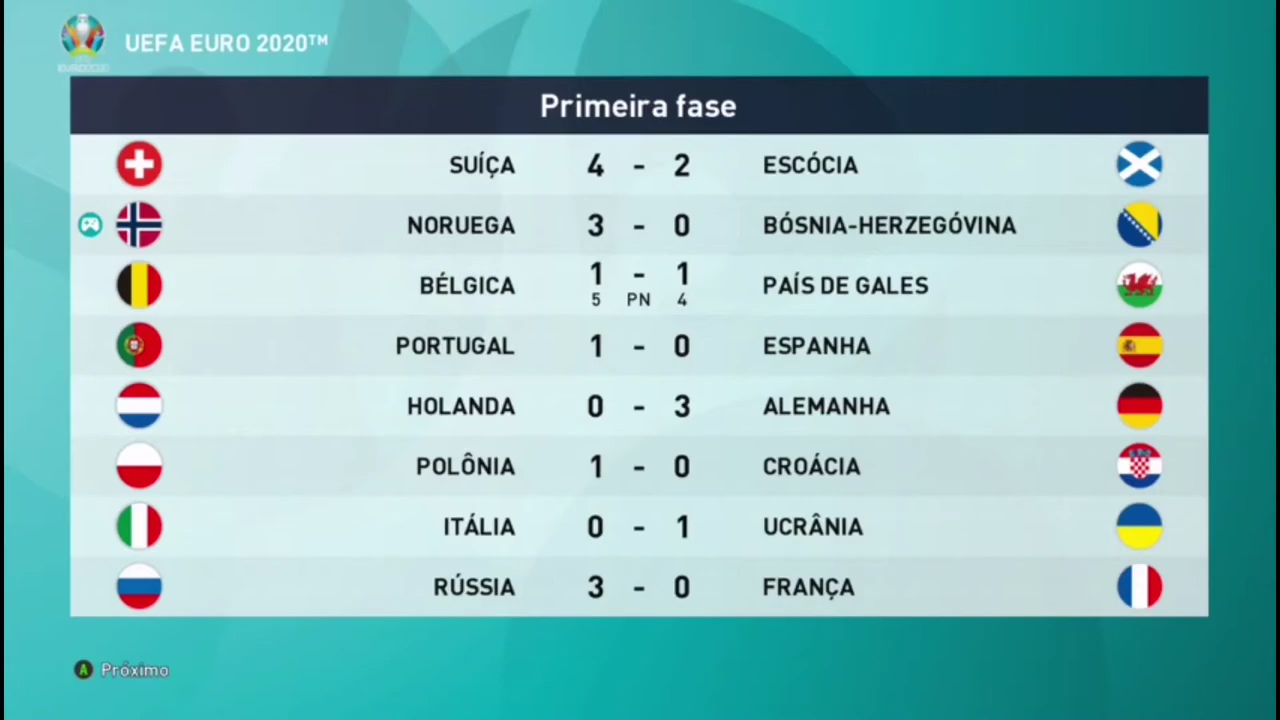 UEFA EURO 2020™
Primeira fase
SUÍÇA 4 - 2 ESCÓCIA
NORUEGA 3 - 0 BÓSNIA-HERZEGÓVINA
BÉLGICA 1 - 1 PAÍS DE GALES
5 PN 4
PORTUGAL 1 - 0 ESPANHA
HOLANDA 0 - 3 ALEMANHA
POLÔNIA 1 - 0 CROÁCIA
ITÁLIA 0 - 1 UCRÂNIA
RÚSSIA 3 - 0 FRANÇA
A Próximo